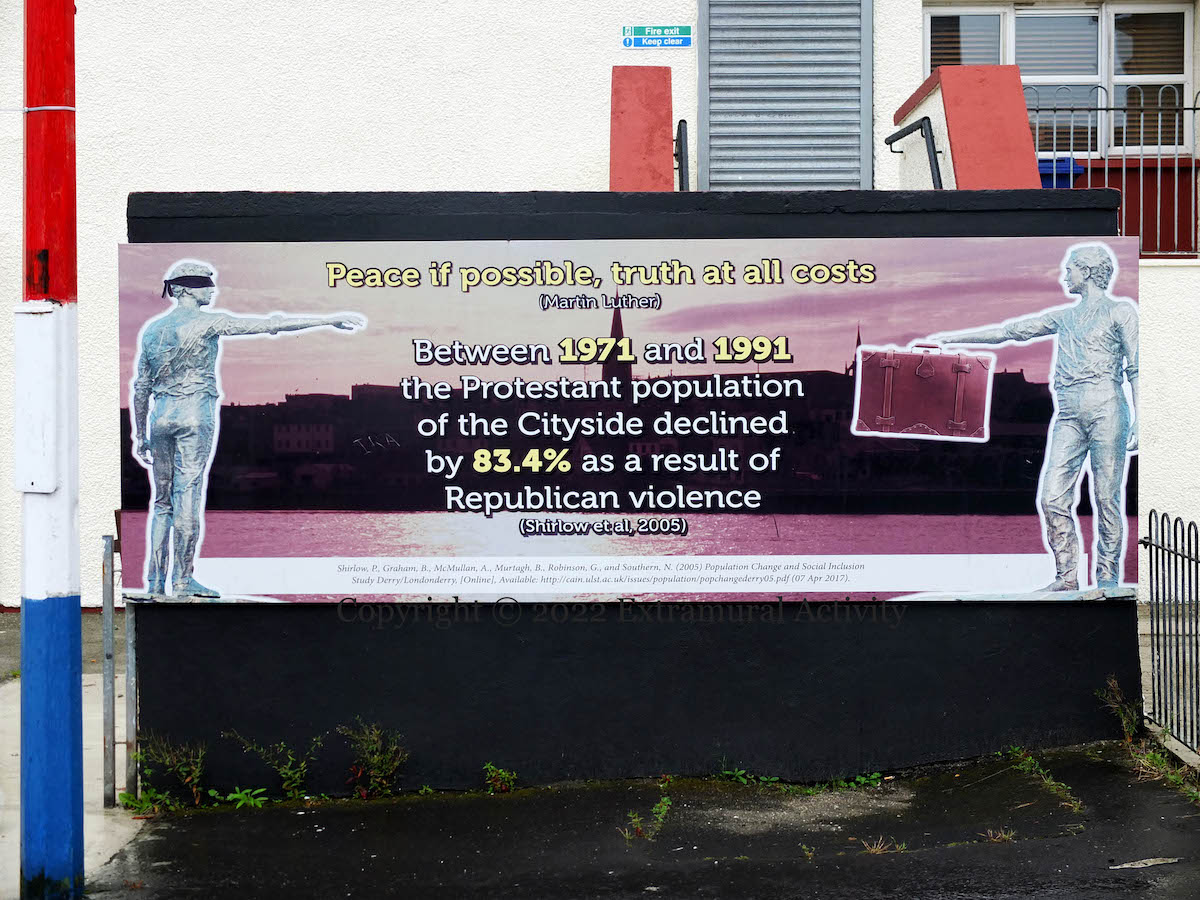 Fire exit
Keep clear
Peace if possible, truth at all costs
(Martin Luther)
Between 1971 and 1991
the Protestant population
of the Cityside declined
by 83.4% as a result of
Republican violence
(Shirlow et al, 2005)
IRA
Shirlow, P., Graham, B., McMullan, A., Murtagh, B., Robinson, G., and Southern, N. (2005) Population Change and Social Inclusion
Study Derry/Londonderry, [Online], Available: http://cain.ulst.ac.uk/issues/population/popchangederry05.pdf (07 Apr 2017).
Copyright © 2022 Extramural Activity